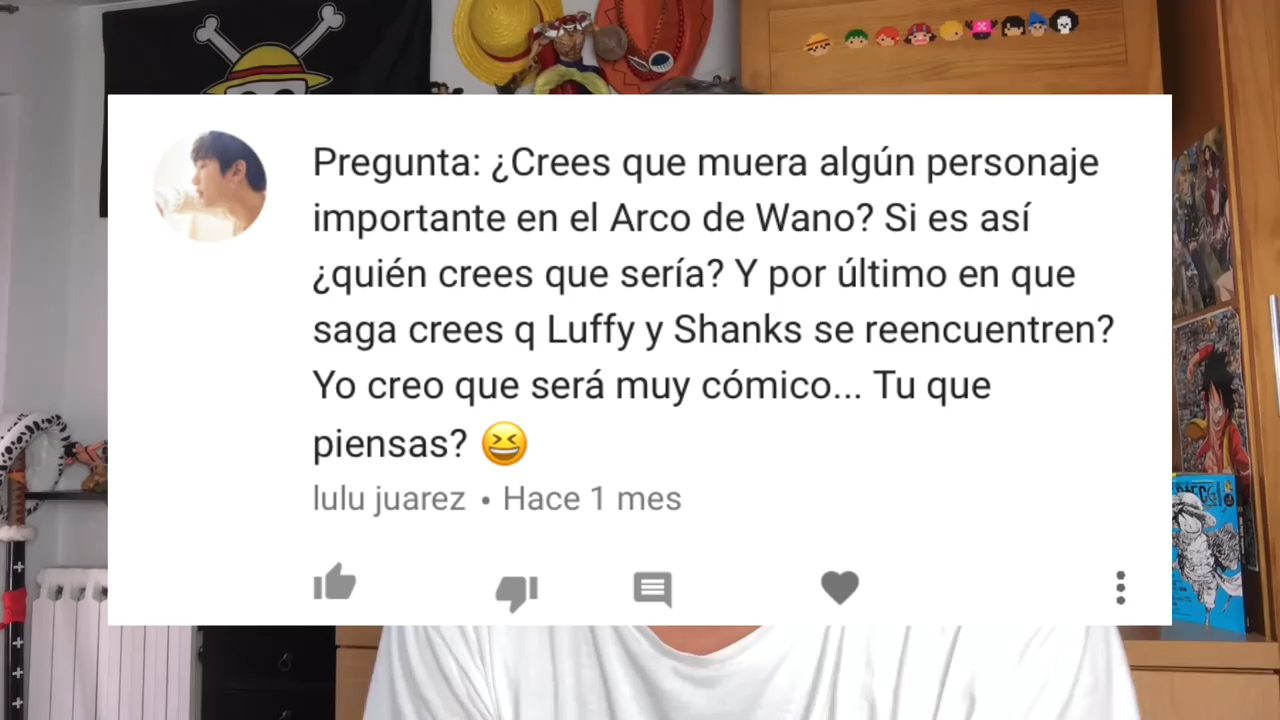 Pregunta: ¿Crees que muera algún personaje
importante en el Arco de Wano? Si es así
¿quién crees que sería? Y por último en que
saga crees q Luffy y Shanks se reencuentren?
Yo creo que será muy cómico... Tu que
piensas? 😆
lulu juarez • Hace 1 mes